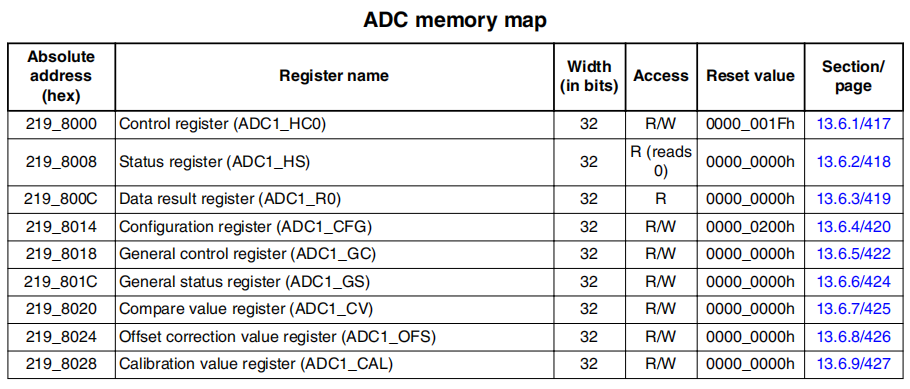 ADC memory map
Absolute address (hex) Register name Width (in bits) Access Reset value Section/ page
219_8000 Control register (ADC1_HC0) 32 R/W 0000_001Fh 13.6.1/417
219_8008 Status register (ADC1_HS) 32 R (reads 0) 0000_0000h 13.6.2/418
219_800C Data result register (ADC1_R0) 32 R 0000_0000h 13.6.3/419
219_8014 Configuration register (ADC1_CFG) 32 R/W 0000_0200h 13.6.4/420
219_8018 General control register (ADC1_GC) 32 R/W 0000_0000h 13.6.5/422
219_801C General status register (ADC1_GS) 32 R/W 0000_0000h 13.6.6/424
219_8020 Compare value register (ADC1_CV) 32 R/W 0000_0000h 13.6.7/425
219_8024 Offset correction value register (ADC1_OFS) 32 R/W 0000_0000h 13.6.8/426
219_8028 Calibration value register (ADC1_CAL) 32 R/W 0000_0000h 13.6.9/427